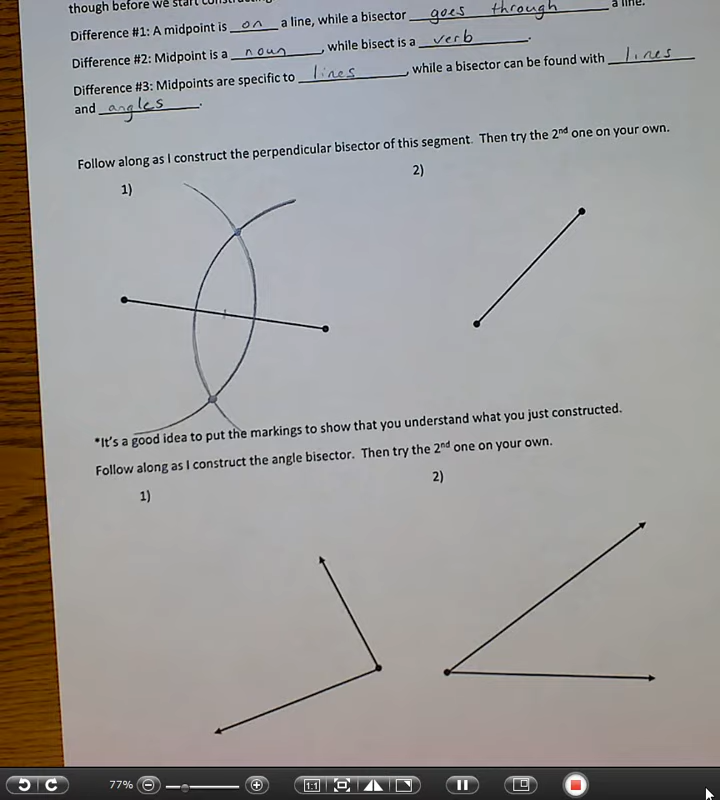 though before we start
Difference #1: A midpoint is on a line, while a bisector goes through a line.
Difference #2: Midpoint is a noun, while bisect is a verb.
Difference #3: Midpoints are specific to lines, while a bisector can be found with lines
and angles.
Follow along as I construct the perpendicular bisector of this segment. Then try the 2nd one on your own.
1)
2)
*It's a good idea to put the markings to show that you understand what you just constructed.
Follow along as I construct the angle bisector. Then try the 2nd one on your own.
1)
2)
77%
1:1